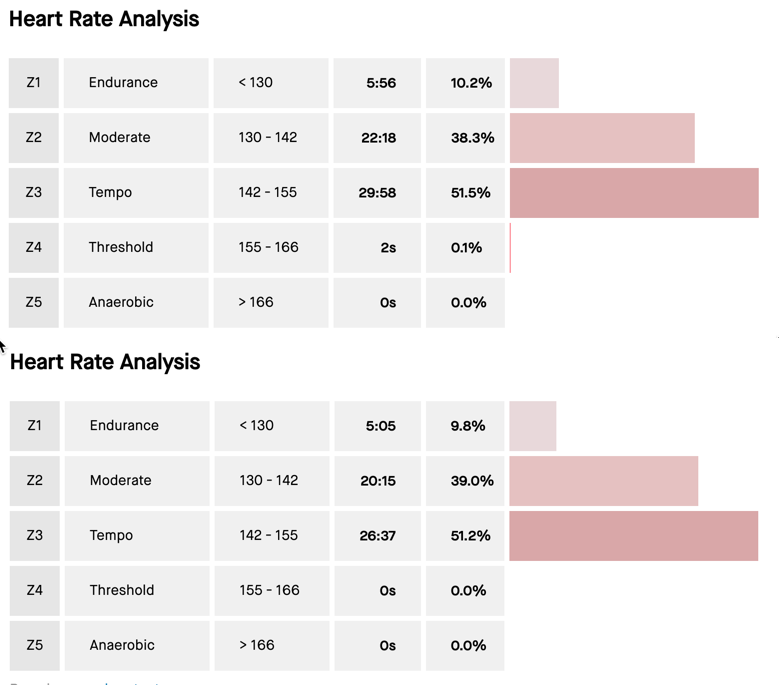 Heart Rate Analysis
Z1 Endurance < 130 5:56 10.2%
Z2 Moderate 130 - 142 22:18 38.3%
Z3 Tempo 142 - 155 29:58 51.5%
Z4 Threshold 155 - 166 2s 0.1%
Z5 Anaerobic > 166 0s 0.0%
Heart Rate Analysis
Z1 Endurance < 130 5:05 9.8%
Z2 Moderate 130 - 142 20:15 39.0%
Z3 Tempo 142 - 155 26:37 51.2%
Z4 Threshold 155 - 166 0s 0.0%
Z5 Anaerobic > 166 0s 0.0%